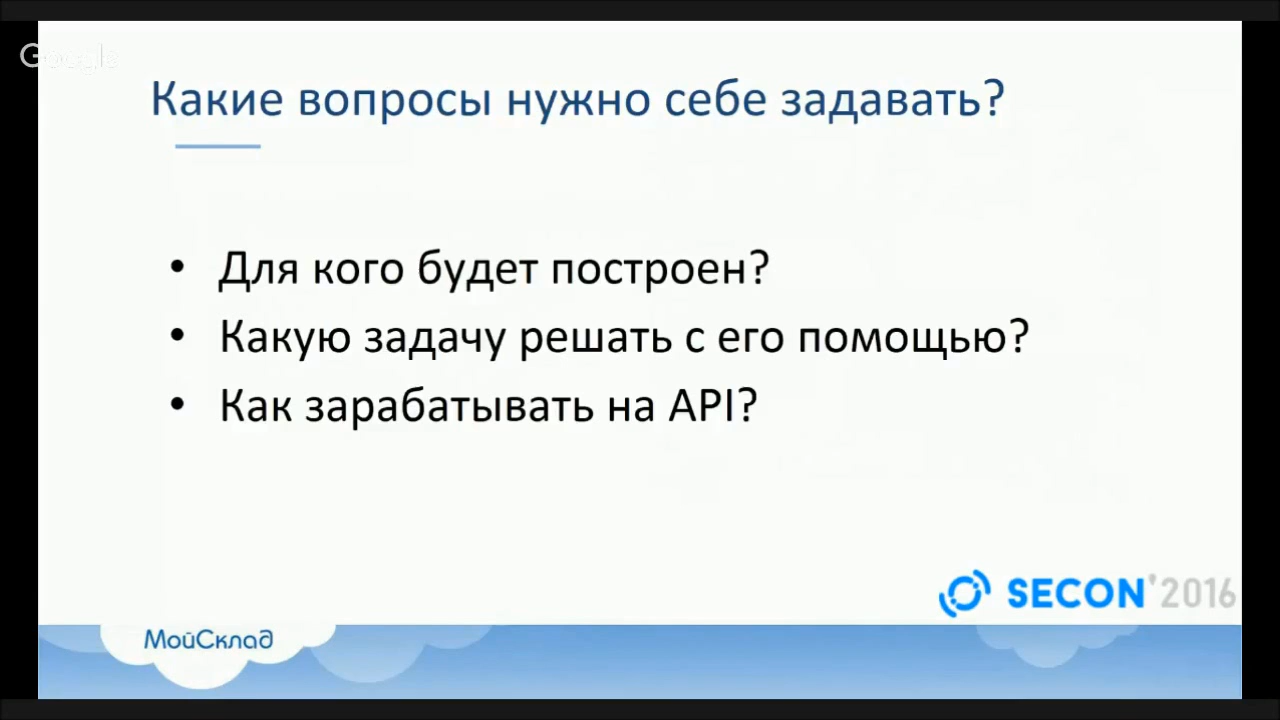 Google
Какие вопросы нужно себе задавать?
• Для кого будет построен?
• Какую задачу решать с его помощью?
• Как зарабатывать на API?
SECON'2016
МойСклад